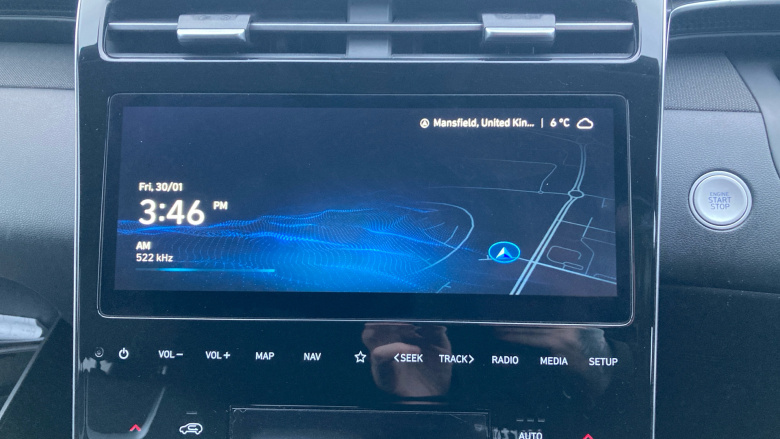 Mansfield, United Kin... | 6 °C
Fri, 30/01
3:46 PM
AM
522 kHz
ENGINE
START
STOP
VOL− VOL+ MAP NAV <SEEK TRACK> RADIO MEDIA SETUP
AUTO